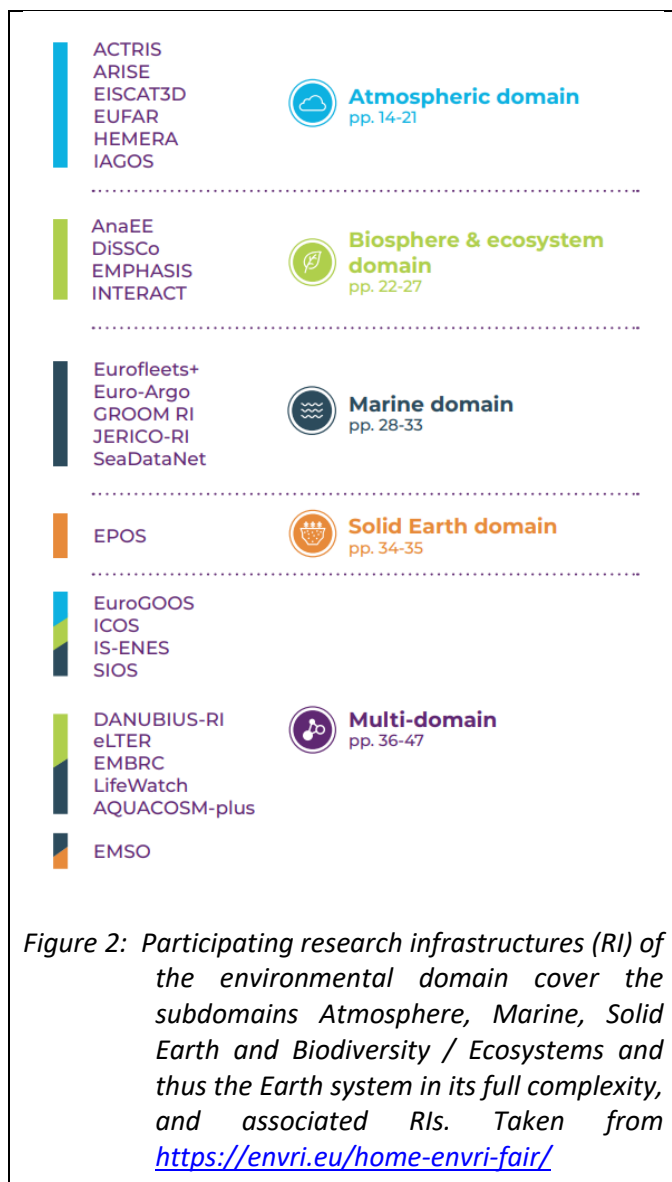 ACTRIS
ARISE
EISCAT3D
EUFAR
HEMERA
IAGOS
Atmospheric domain
pp. 14-21
AnaEE
DiSSCo
EMPHASIS
INTERACT
Biosphere & ecosystem
domain
pp. 22-27
Eurofleets+
Euro-Argo
GROOM RI
JERICO-RI
SeaDataNet
Marine domain
pp. 28-33
EPOS
Solid Earth domain
pp. 34-35
EuroGOOS
ICOS
IS-ENES
SIOS
DANUBIUS-RI
eLTER
EMBRC
LifeWatch
AQUACOSM-plus
Multi-domain
pp. 36-47
EMSO
Figure 2: Participating research infrastructures (RI) of
the environmental domain cover the
subdomains Atmosphere, Marine, Solid
Earth and Biodiversity / Ecosystems and
thus the Earth system in its full complexity,
and associated RIs. Taken from
https://envri.eu/home-envri-fair/